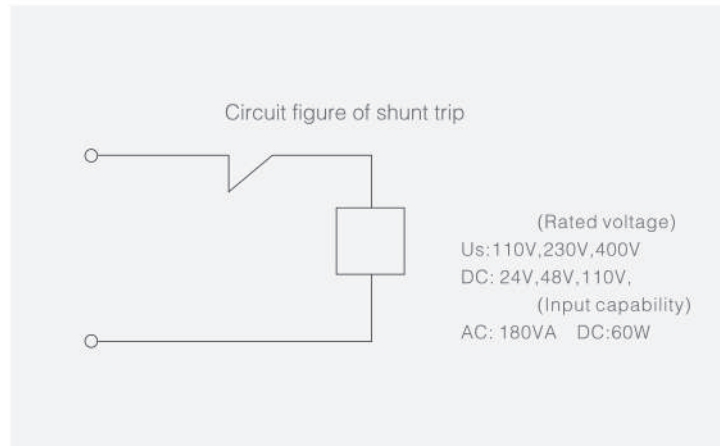 Circuit figure of shunt trip
(Rated voltage)
Us:110V,230V,400V
DC: 24V,48V,110V,
(Input capability)
AC: 180VA DC:60W